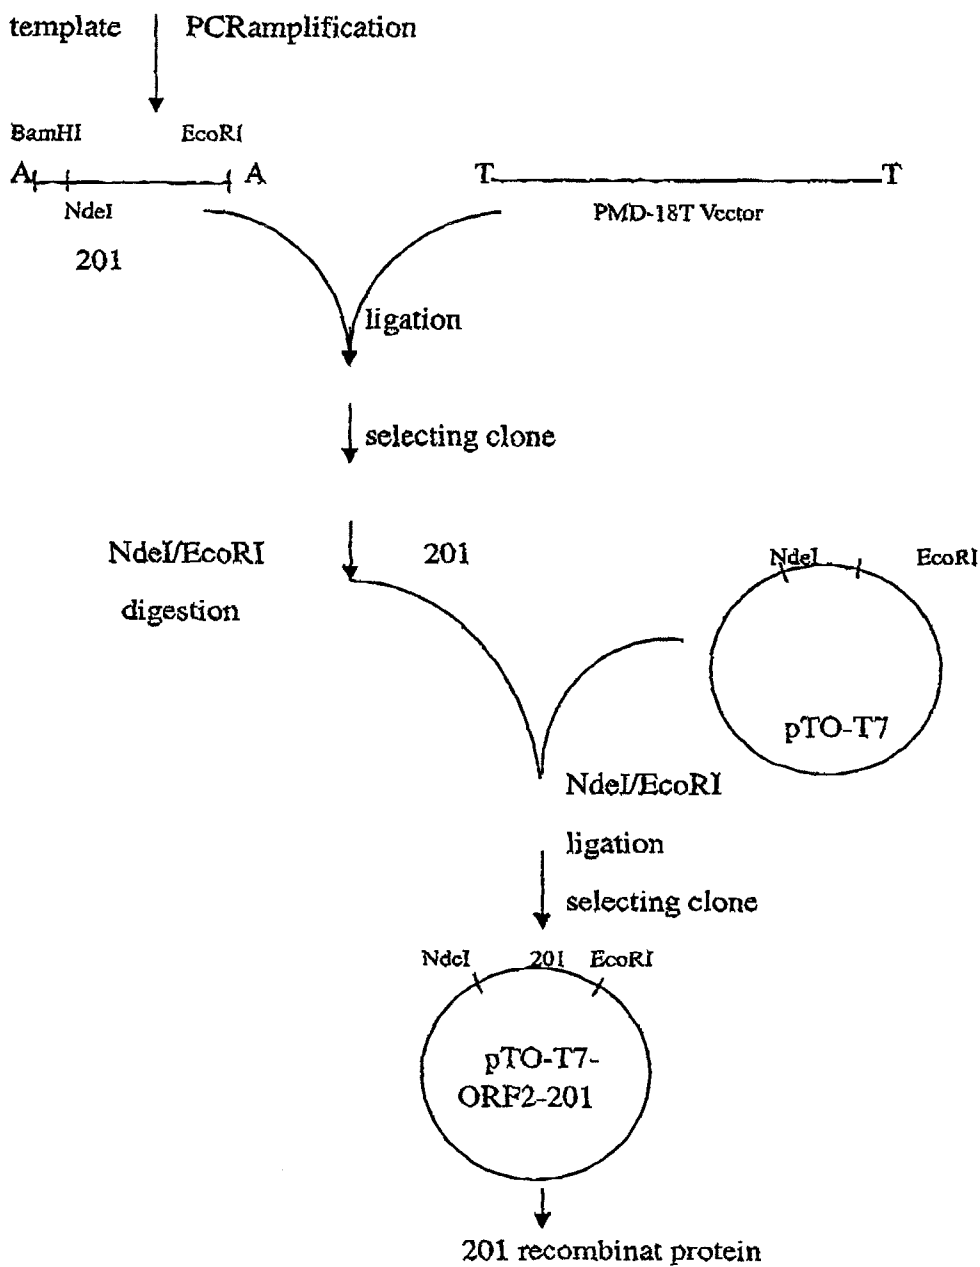 template PCRamplification
BamHI EcoRI
A A T T
NdeI PMD-18T Vector
201
ligation
selecting clone
NdeI/EcoRI 201
digestion
NdeI EcoRI
pTO-T7
NdeI/EcoRI
ligation
selecting clone
NdeI 201 EcoRI
pTO-T7-
ORF2-201
201 recombinat protein